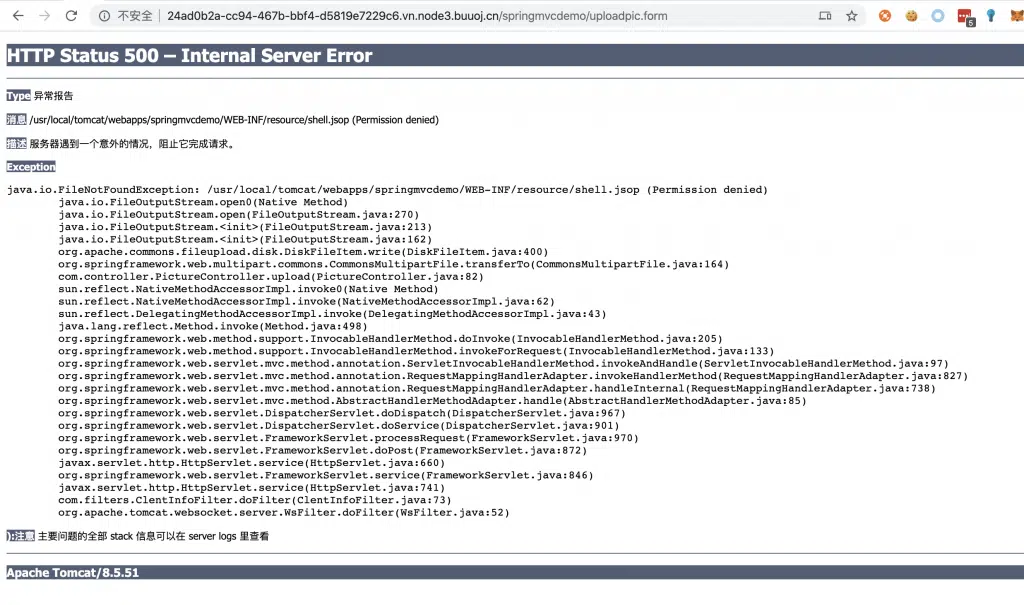 不安全 24ad0b2a-cc94-467b-bbf4-d5819e7229c6.vn.node3.buuoj.cn/springmvcdemo/uploadpic.form
5
HTTP Status 500 – Internal Server Error
Type 异常报告
消息 /usr/local/tomcat/webapps/springmvcdemo/WEB-INF/resource/shell.jsop (Permission denied)
描述 服务器遇到一个意外的情况，阻止它完成请求。
Exception
java.io.FileNotFoundException: /usr/local/tomcat/webapps/springmvcdemo/WEB-INF/resource/shell.jsop (Permission denied)
java.io.FileOutputStream.open0(Native Method)
java.io.FileOutputStream.open(FileOutputStream.java:270)
java.io.FileOutputStream.<init>(FileOutputStream.java:213)
java.io.FileOutputStream.<init>(FileOutputStream.java:162)
org.apache.commons.fileupload.disk.DiskFileItem.write(DiskFileItem.java:400)
org.springframework.web.multipart.commons.CommonsMultipartFile.transferTo(CommonsMultipartFile.java:164)
com.controller.PictureController.upload(PictureController.java:82)
sun.reflect.NativeMethodAccessorImpl.invoke0(Native Method)
sun.reflect.NativeMethodAccessorImpl.invoke(NativeMethodAccessorImpl.java:62)
sun.reflect.DelegatingMethodAccessorImpl.invoke(DelegatingMethodAccessorImpl.java:43)
java.lang.reflect.Method.invoke(Method.java:498)
org.springframework.web.method.support.InvocableHandlerMethod.doInvoke(InvocableHandlerMethod.java:205)
org.springframework.web.method.support.InvocableHandlerMethod.invokeForRequest(InvocableHandlerMethod.java:133)
org.springframework.web.servlet.mvc.method.annotation.ServletInvocableHandlerMethod.invokeAndHandle(ServletInvocableHandlerMethod.java:97)
org.springframework.web.servlet.mvc.method.annotation.RequestMappingHandlerAdapter.invokeHandlerMethod(RequestMappingHandlerAdapter.java:827)
org.springframework.web.servlet.mvc.method.annotation.RequestMappingHandlerAdapter.handleInternal(RequestMappingHandlerAdapter.java:738)
org.springframework.web.servlet.mvc.method.AbstractHandlerMethodAdapter.handle(AbstractHandlerMethodAdapter.java:85)
org.springframework.web.servlet.DispatcherServlet.doDispatch(DispatcherServlet.java:967)
org.springframework.web.servlet.DispatcherServlet.doService(DispatcherServlet.java:901)
org.springframework.web.servlet.FrameworkServlet.processRequest(FrameworkServlet.java:970)
org.springframework.web.servlet.FrameworkServlet.doPost(FrameworkServlet.java:872)
javax.servlet.http.HttpServlet.service(HttpServlet.java:660)
org.springframework.web.servlet.FrameworkServlet.service(FrameworkServlet.java:846)
javax.servlet.http.HttpServlet.service(HttpServlet.java:741)
com.filters.ClentInfoFilter.doFilter(ClentInfoFilter.java:73)
org.apache.tomcat.websocket.server.WsFilter.doFilter(WsFilter.java:52)
):注意 主要问题的全部 stack 信息可以在 server logs 里查看
Apache Tomcat/8.5.51